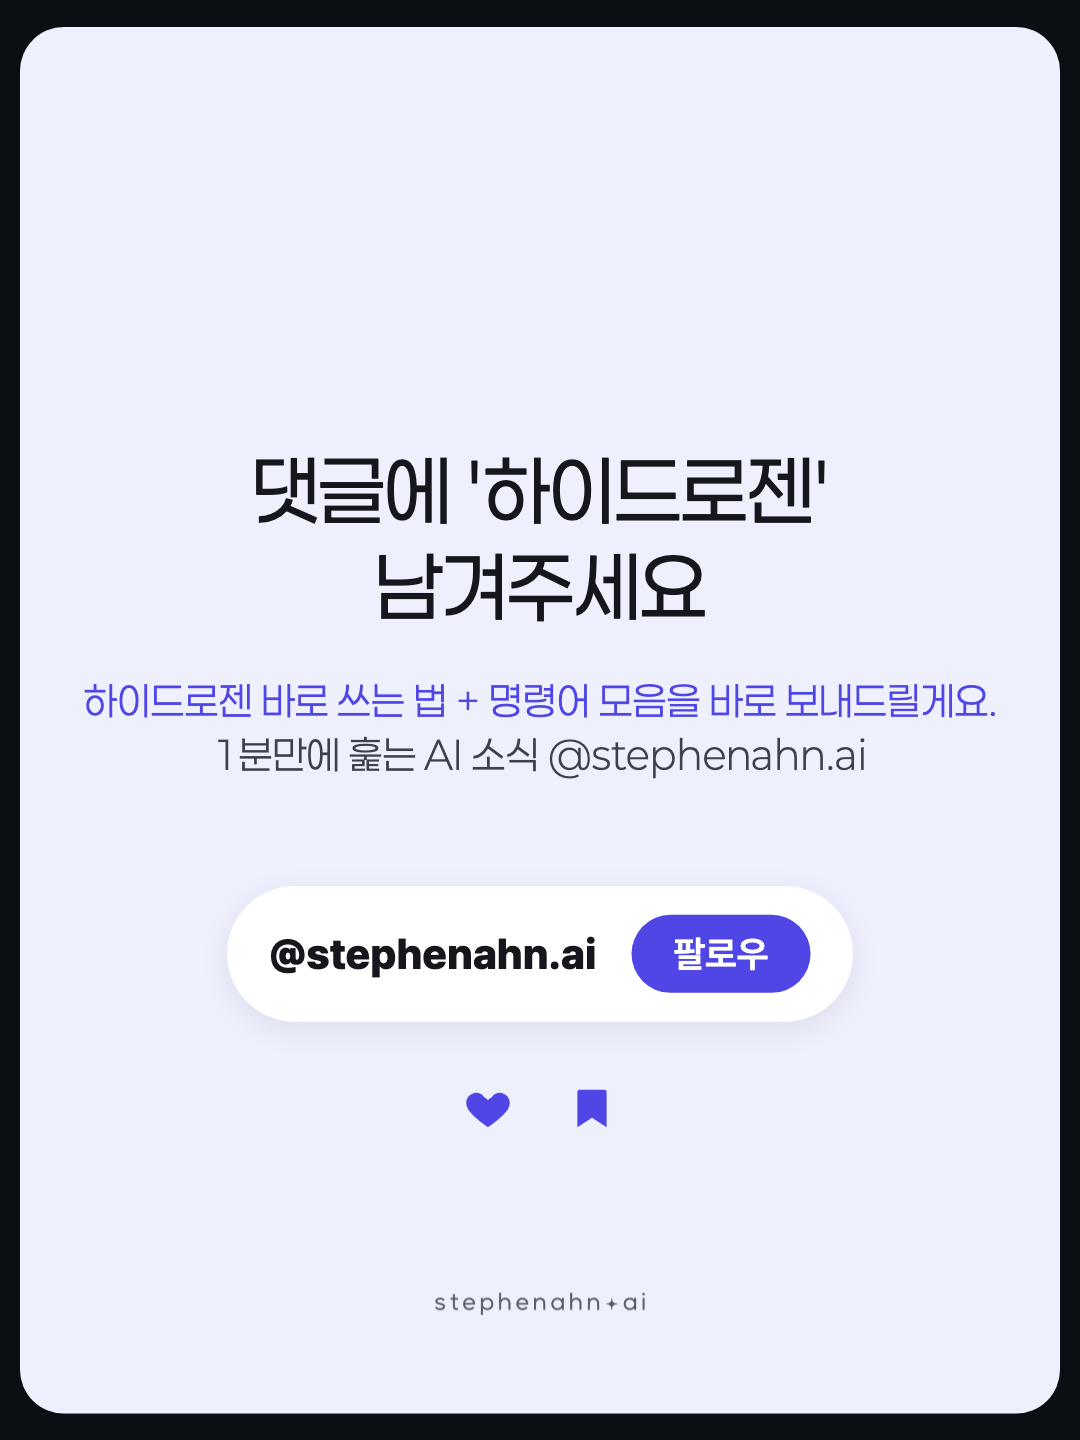 댓글에 '하이드로젠'
남겨주세요
하이드로젠 바로 쓰는 법 + 명령어 모음을 바로 보내드릴게요.
1분만에 훑는 AI 소식 @stephenahn.ai
@stephenahn.ai 팔로우
stephenahn✦ai